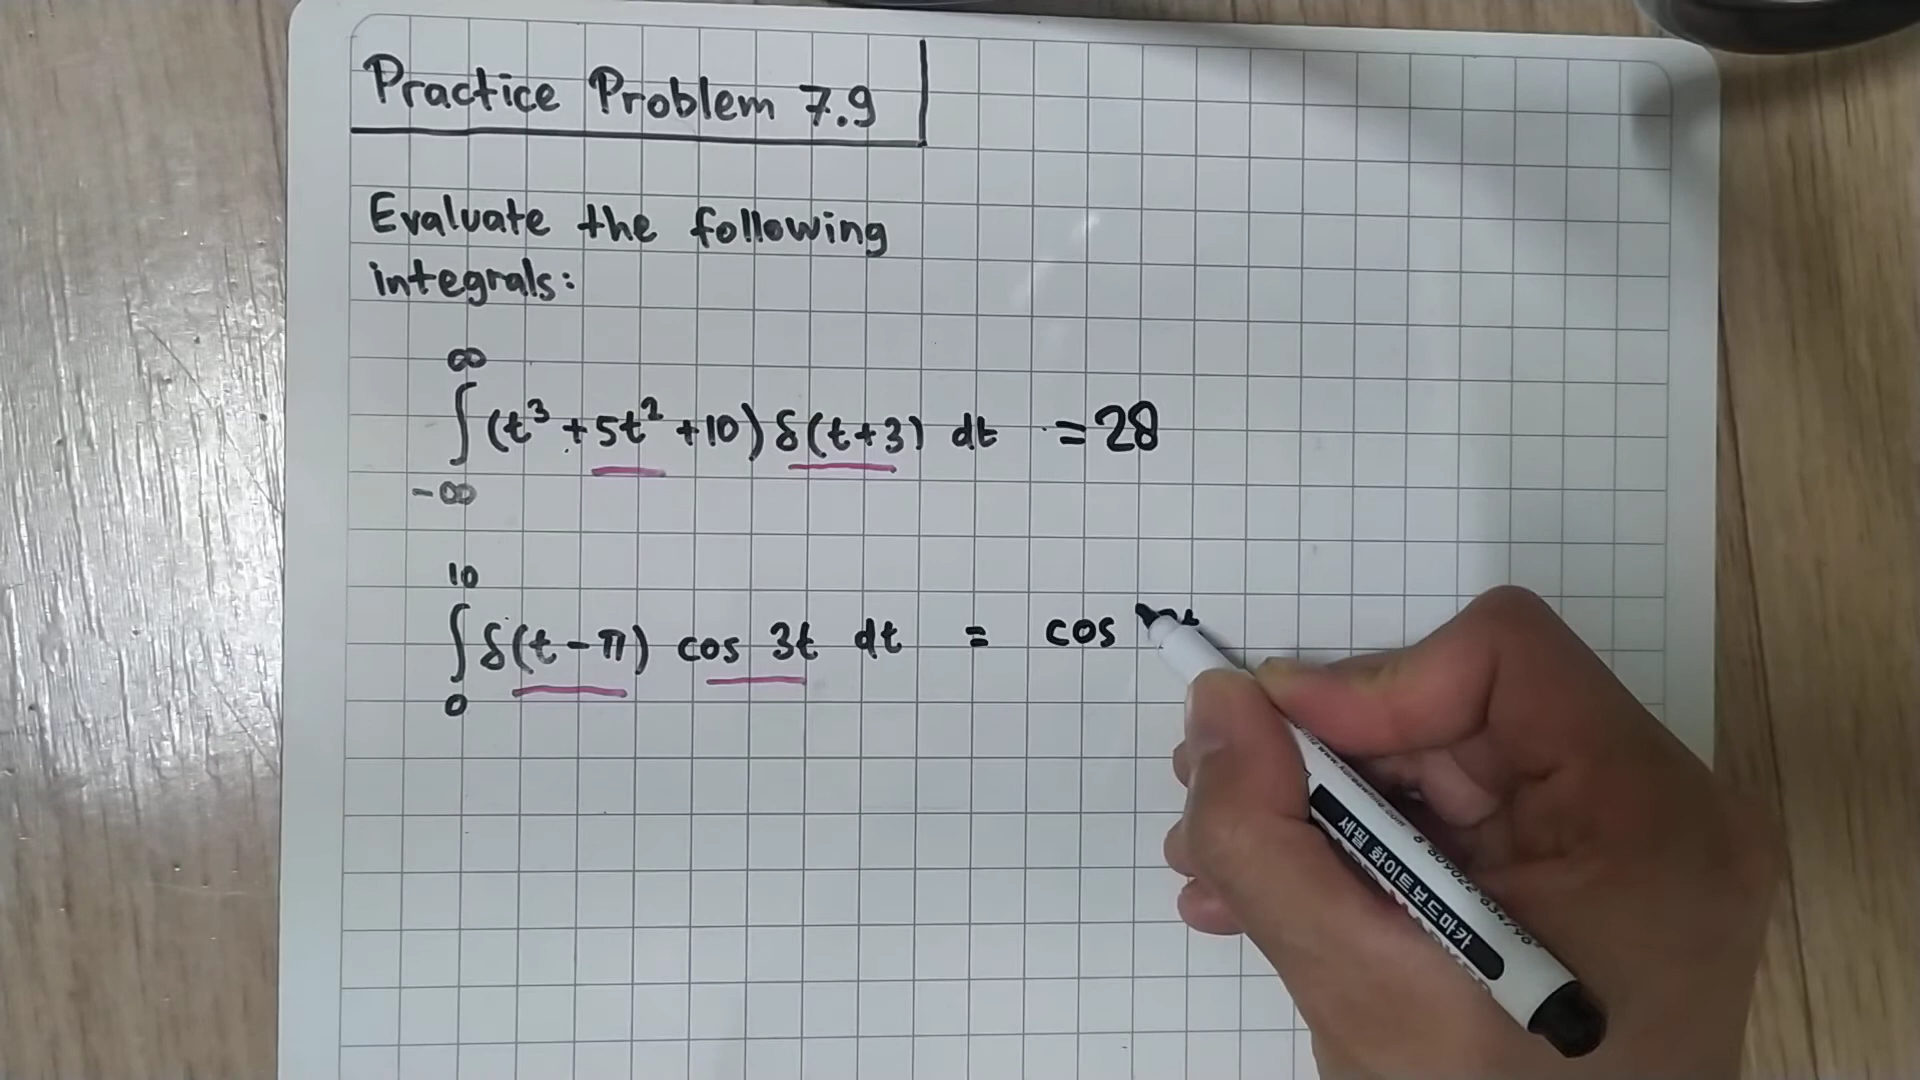 Practice Problem 7.9
Evaluate the following
integrals:
∞
∫(t³ + 5t² + 10) δ(t+3) dt = 28
-∞
10
∫δ(t-π) cos 3t dt = cos
0
세필 화이트보드마카